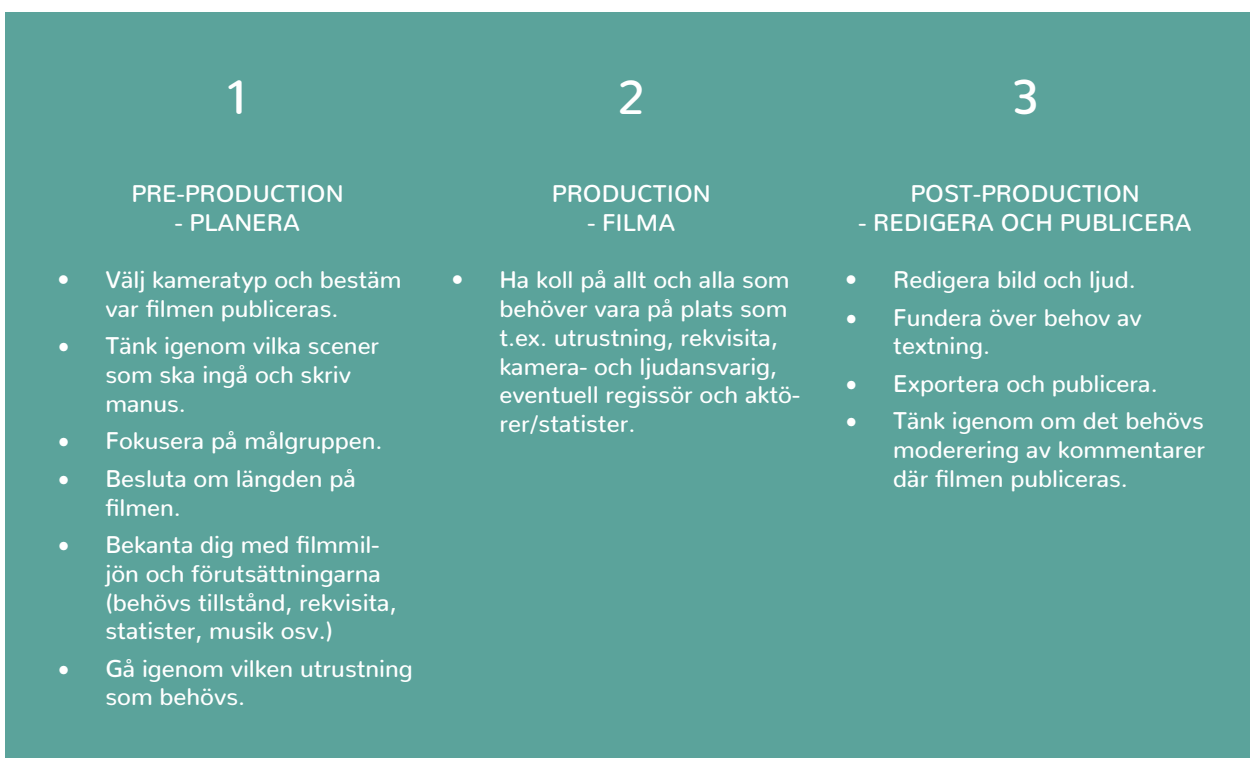 1
PRE-PRODUCTION
- PLANERA
• Välj kameratyp och bestäm
var filmen publiceras.
• Tänk igenom vilka scener
som ska ingå och skriv
manus.
• Fokusera på målgruppen.
• Besluta om längden på
filmen.
• Bekanta dig med filmmil-
jön och förutsättningarna
(behövs tillstånd, rekvisita,
statister, musik osv.)
• Gå igenom vilken utrustning
som behövs.
2
PRODUCTION
- FILMA
• Ha koll på allt och alla som
behöver vara på plats som
t.ex. utrustning, rekvisita,
kamera- och ljudansvarig,
eventuell regissör och aktö-
rer/statister.
3
POST-PRODUCTION
- REDIGERA OCH PUBLICERA
• Redigera bild och ljud.
• Fundera över behov av
textning.
• Exportera och publicera.
• Tänk igenom om det behövs
moderering av kommentarer
där filmen publiceras.